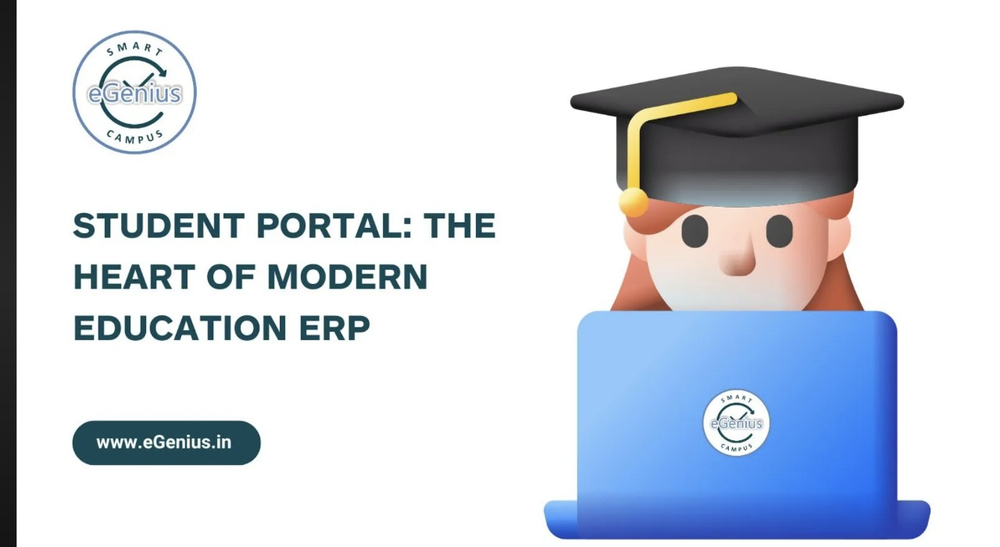 SMART
eGenius
CAMPUS
STUDENT PORTAL: THE
HEART OF MODERN
EDUCATION ERP
www.eGenius.in
SMART
eGenius
CAMPUS